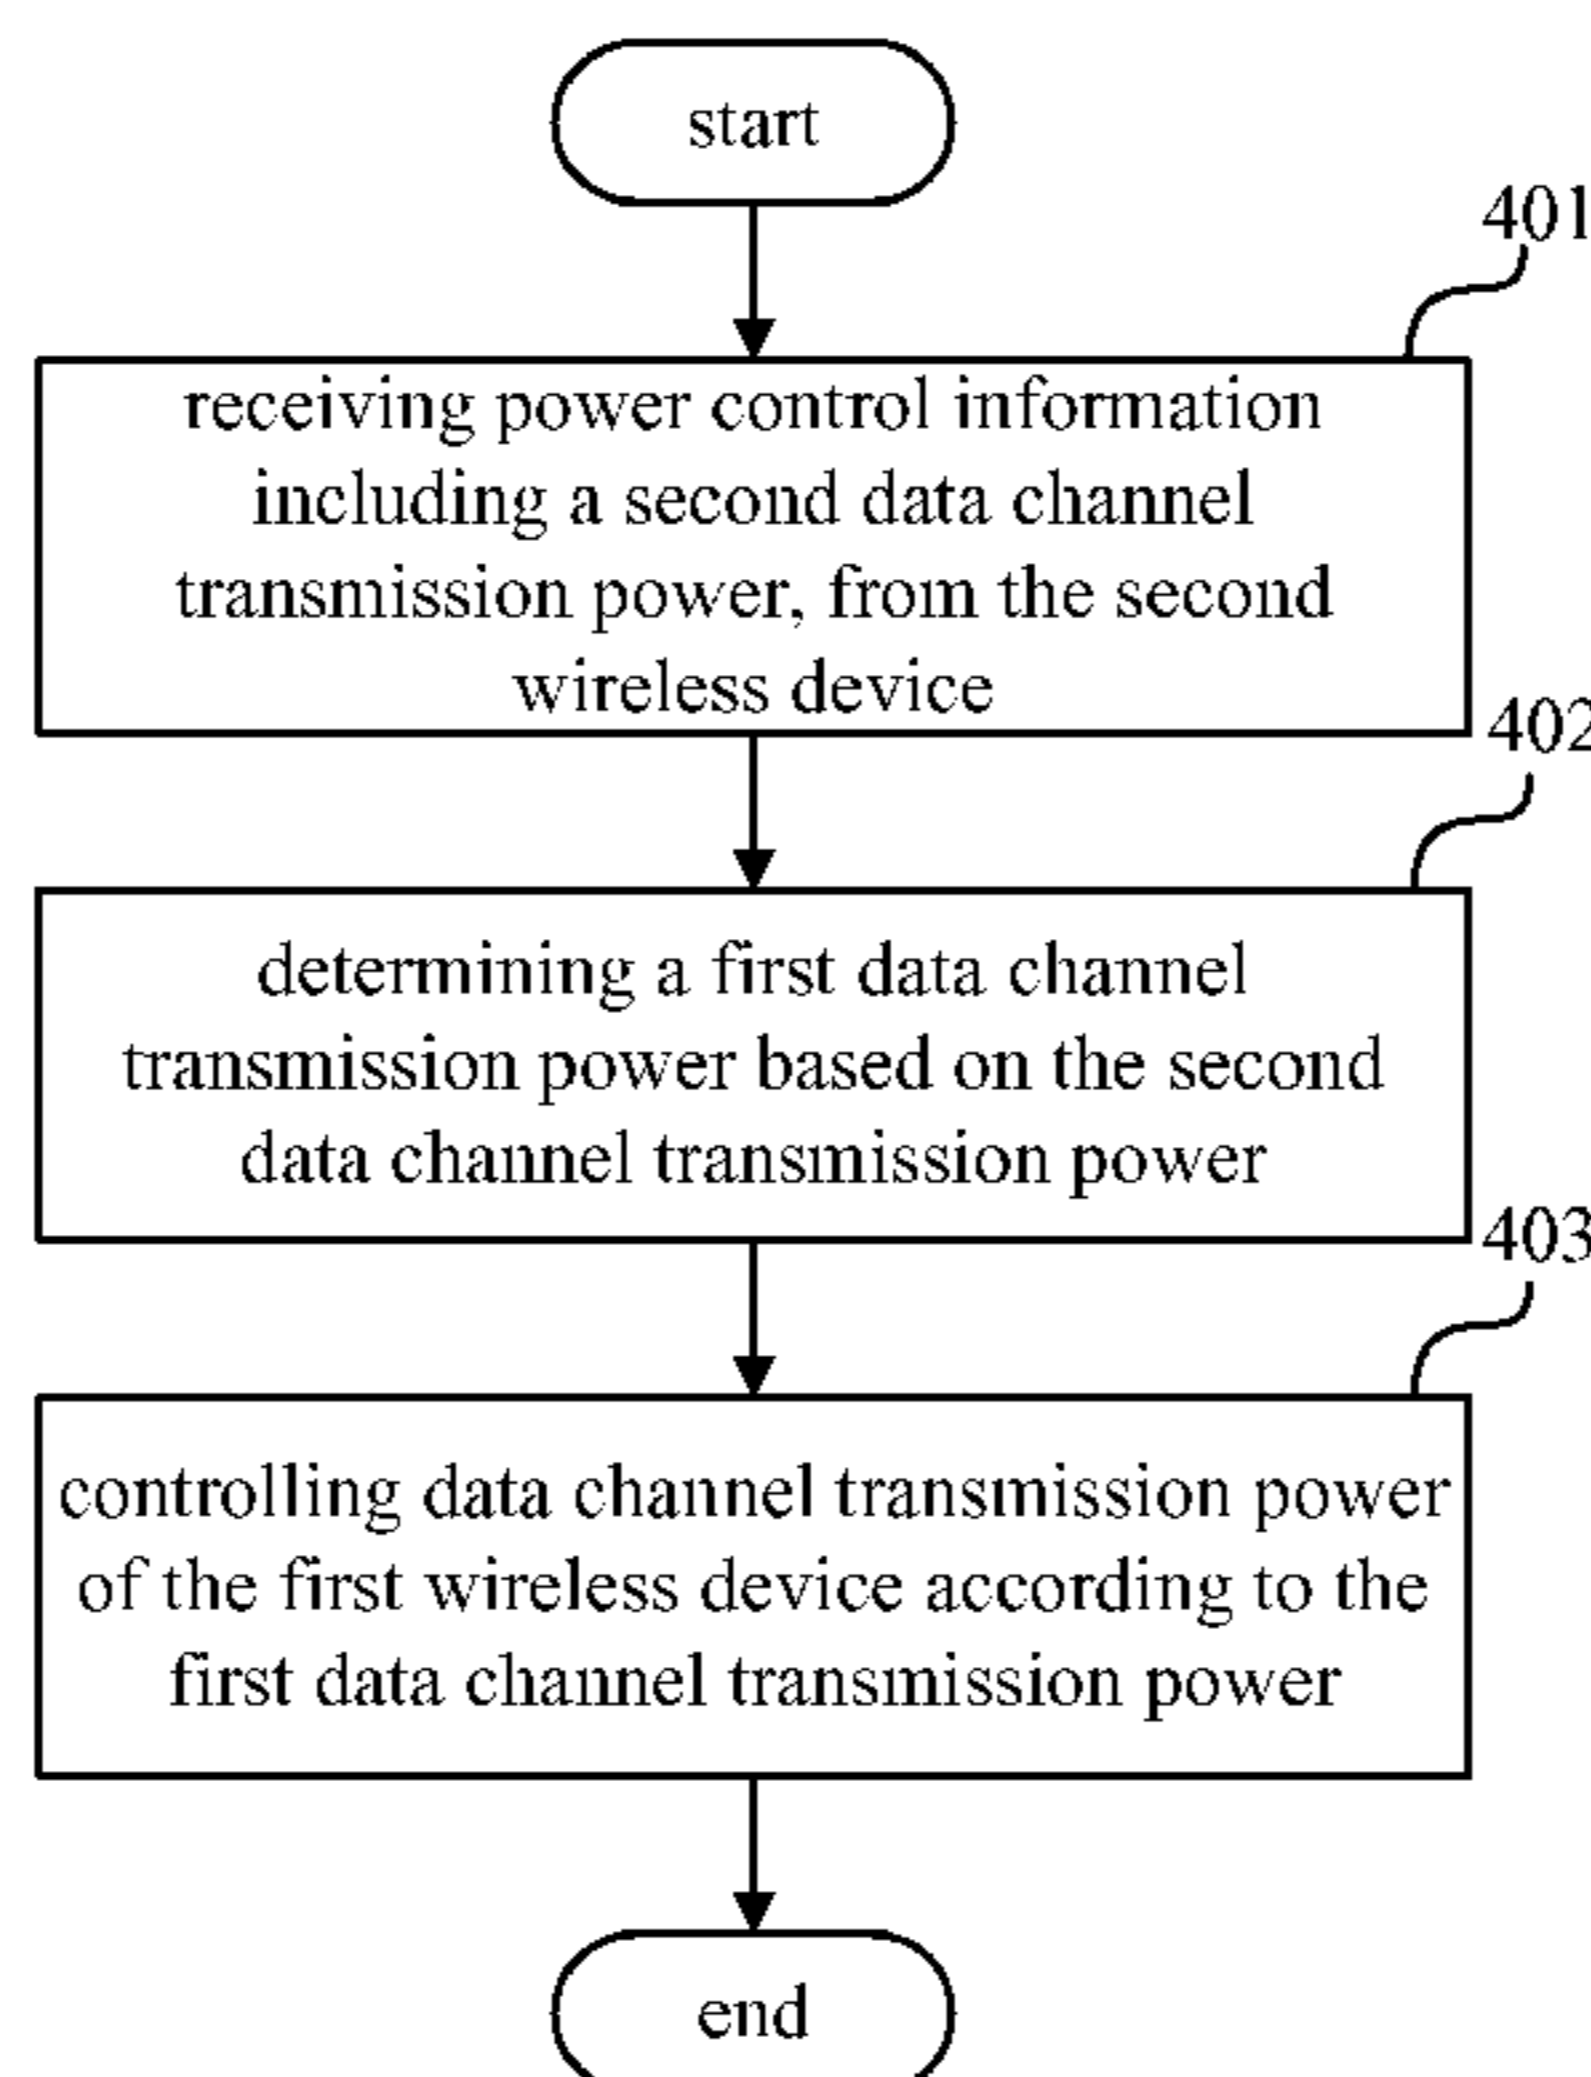 start
401
receiving power control information
including a second data channel
transmission power, from the second
wireless device
402
determining a first data channel
transmission power based on the second
data channel transmission power
403
controlling data channel transmission power
of the first wireless device according to the
first data channel transmission power
end